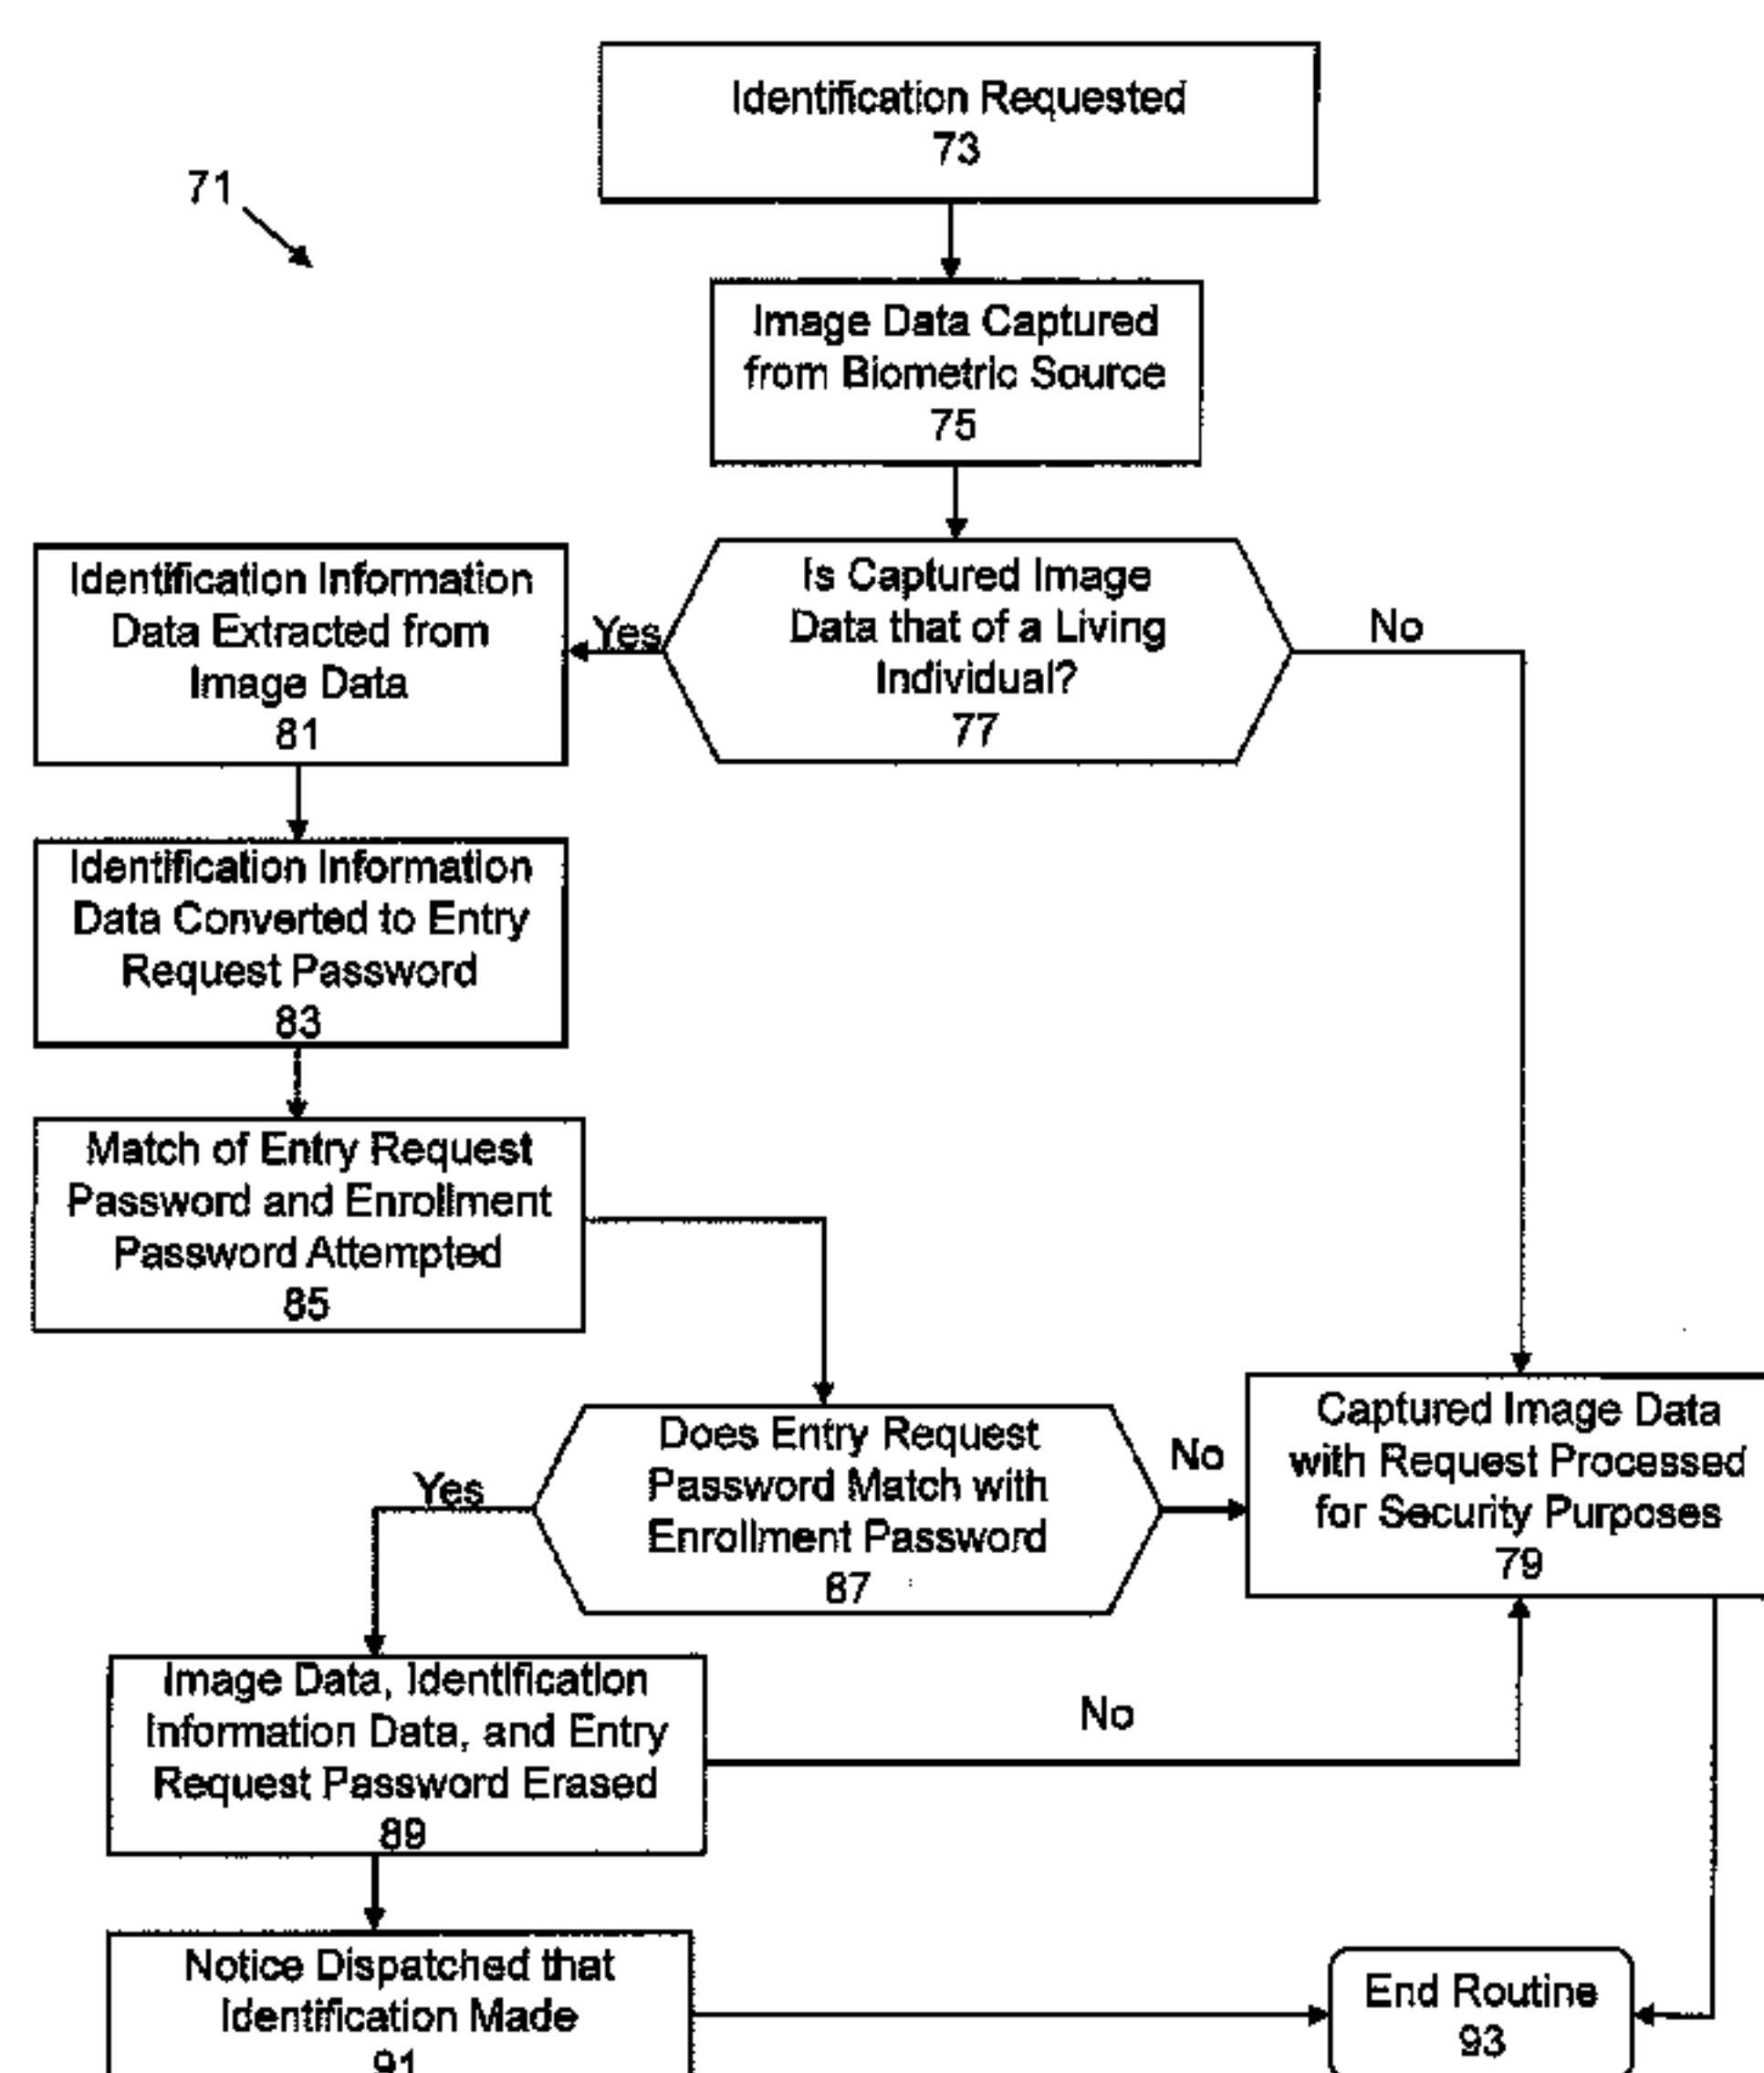 Identification Requested
73
71
Image Data Captured
from Biometric Source
75
Is Captured Image
Data that of a Living
Individual?
77
Yes
No
Identification Information
Data Extracted from
Image Data
81
Identification Information
Data Converted to Entry
Request Password
83
Match of Entry Request
Password and Enrollment
Password Attempted
85
Does Entry Request
Password Match with
Enrollment Password
87
Yes
No
Captured Image Data
with Request Processed
for Security Purposes
79
Image Data, Identification
Information Data, and Entry
Request Password Erased
89
No
Notice Dispatched that
Identification Made
91
End Routine
93